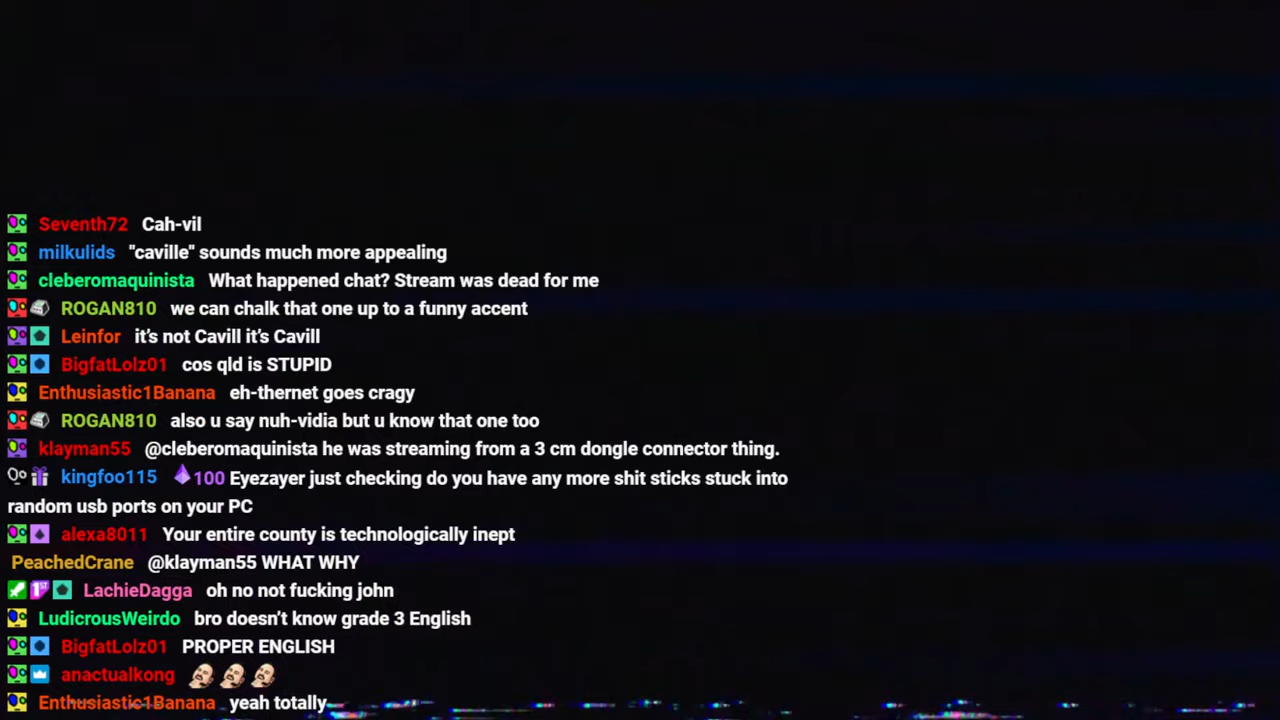 Seventh72 Cah-vil
milkulids "caville" sounds much more appealing
cleberomaquinista What happened chat? Stream was dead for me
ROGAN810 we can chalk that one up to a funny accent
Leinfor it's not Cavill it's Cavill
BigfatLolz01 cos qld is STUPID
Enthusiastic1Banana eh-thernet goes cragy
ROGAN810 also u say nuh-vidia but u know that one too
klayman55 @cleberomaquinista he was streaming from a 3 cm dongle connector thing.
kingfoo115 100 Eyezayer just checking do you have any more shit sticks stuck into
random usb ports on your PC
alexa8011 Your entire county is technologically inept
PeachedCrane @klayman55 WHAT WHY
1ST LachieDagga oh no not fucking john
LudicrousWeirdo bro doesn't know grade 3 English
BigfatLolz01 PROPER ENGLISH
anactualkong
Enthusiastic1Banana yeah totally